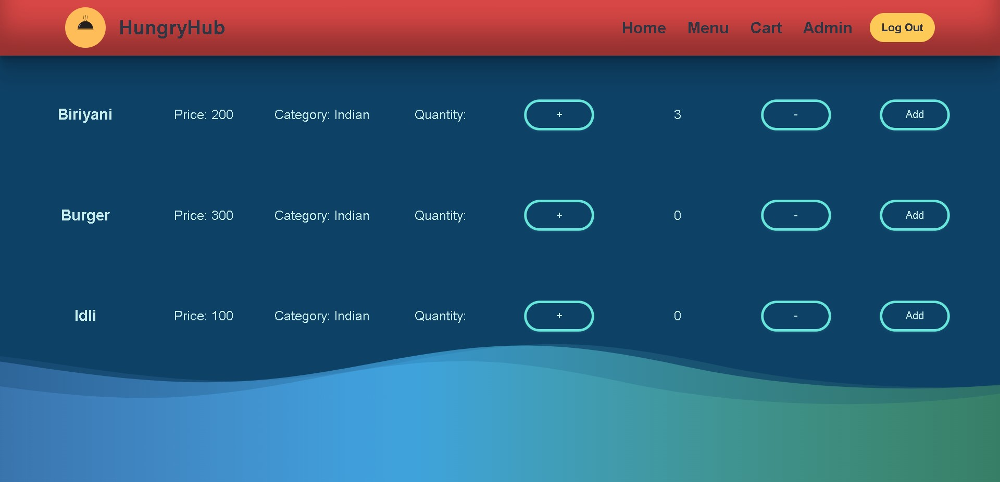 HungryHub Home Menu Cart Admin Log Out
Biriyani Price: 200 Category: Indian Quantity: + 3 - Add
Burger Price: 300 Category: Indian Quantity: + 0 - Add
Idli Price: 100 Category: Indian Quantity: + 0 - Add